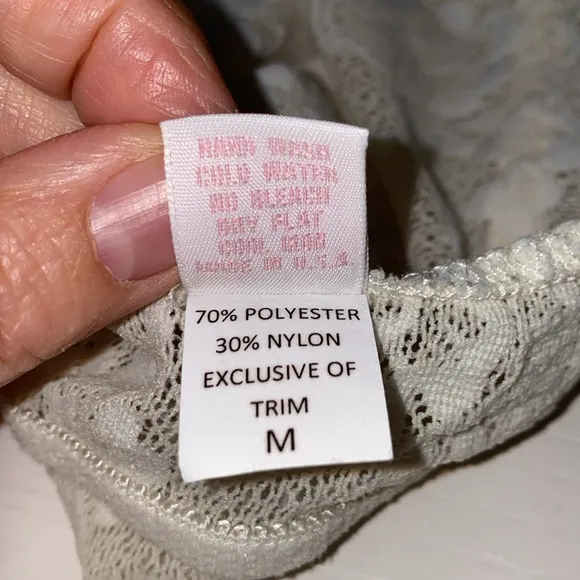 HAND WASH
COLD WATER
NO BLEACH
DRY FLAT
COOL IRON
MADE IN U.S.A
70% POLYESTER
30% NYLON
EXCLUSIVE OF
TRIM
M